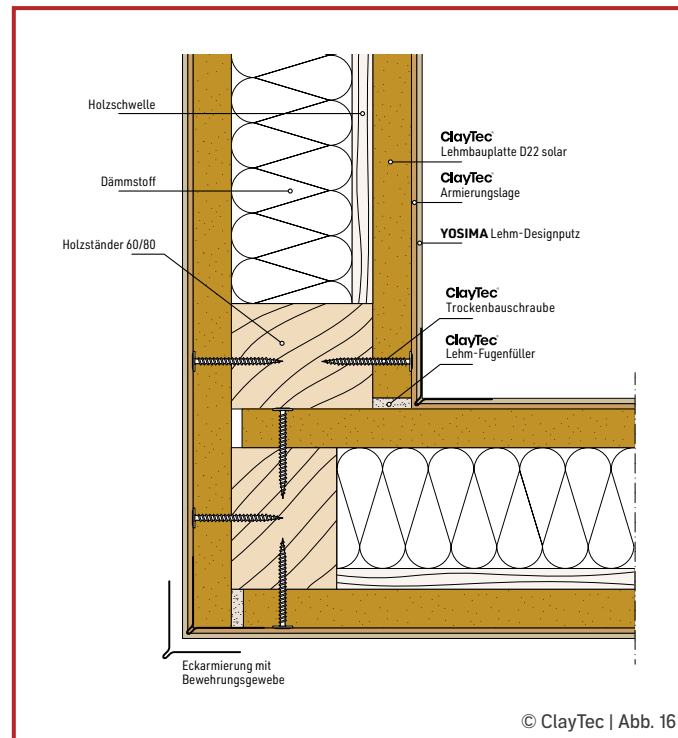 Holzschwelle
Dämmstoff
Holzständer 60/80
ClayTec®
Lehmbauplatte D22 solar
ClayTec®
Armierungslage
YOSIMA Lehm-Designputz
ClayTec®
Trockenbauschraube
ClayTec®
Lehm-Fugenfüller
Eckarmierung mit
Bewehrungsgewebe
© ClayTec | Abb. 16